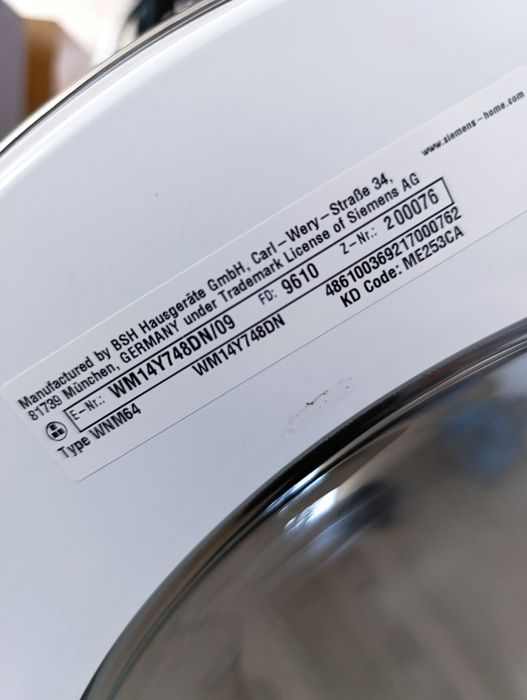 www.siemens-home.com
Manufactured by BSH Hausgeräte GmbH, Carl-Wery-Straße 34,
81739 München, GERMANY under Trademark License of Siemens AG
E-Nr.: WM14Y748DN/09 FD: 9610 Z-Nr.: 200076
WM14Y748DN 486100369217000762
Type WNM64 KD Code: ME253CA